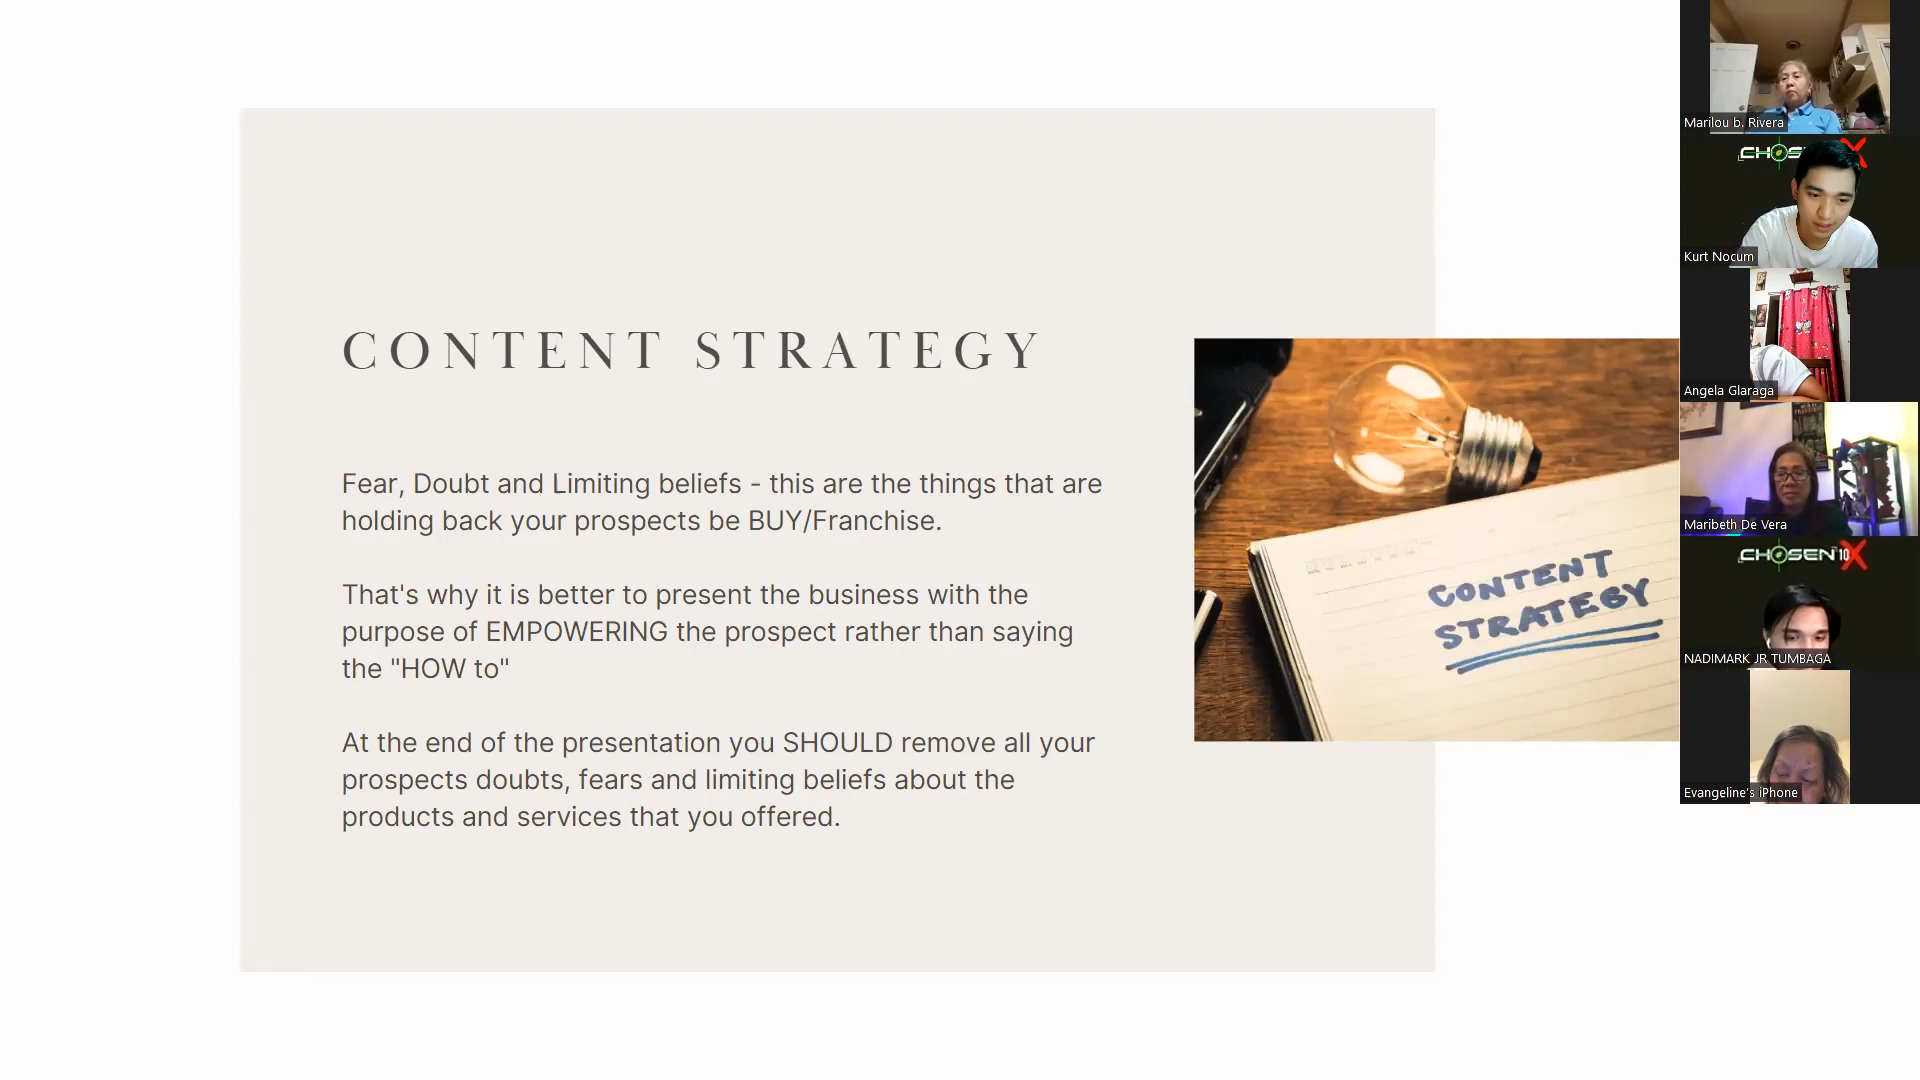 CONTENT STRATEGY
Fear, Doubt and Limiting beliefs - this are the things that are
holding back your prospects be BUY/Franchise.
That's why it is better to present the business with the
purpose of EMPOWERING the prospect rather than saying
the "HOW to"
At the end of the presentation you SHOULD remove all your
prospects doubts, fears and limiting beliefs about the
products and services that you offered.
CONTENT
STRATEGY
Marilou b. Rivera
Kurt Nocum
Angela Glaraga
Maribeth De Vera
CHOSEN 10X
NADIMARK JR TUMBAGA
Evangeline's iPhone